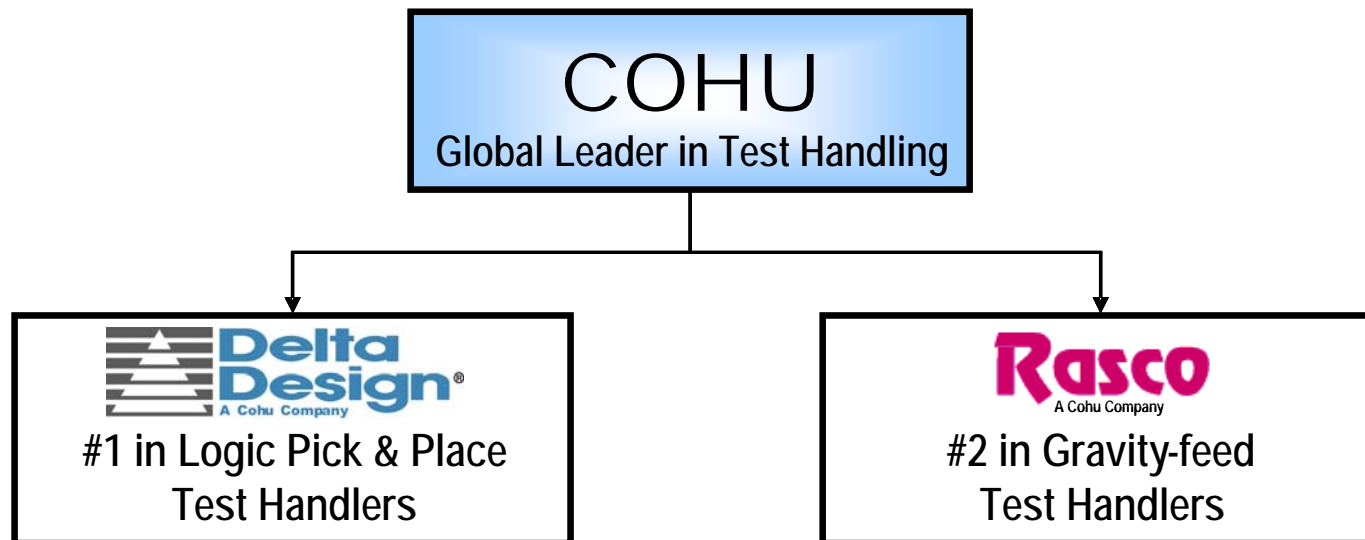 COHU
Global Leader in Test Handling
Delta
Design®
A Cohu Company
#1 in Logic Pick & Place
Test Handlers
Rasco
A Cohu Company
#2 in Gravity-feed
Test Handlers